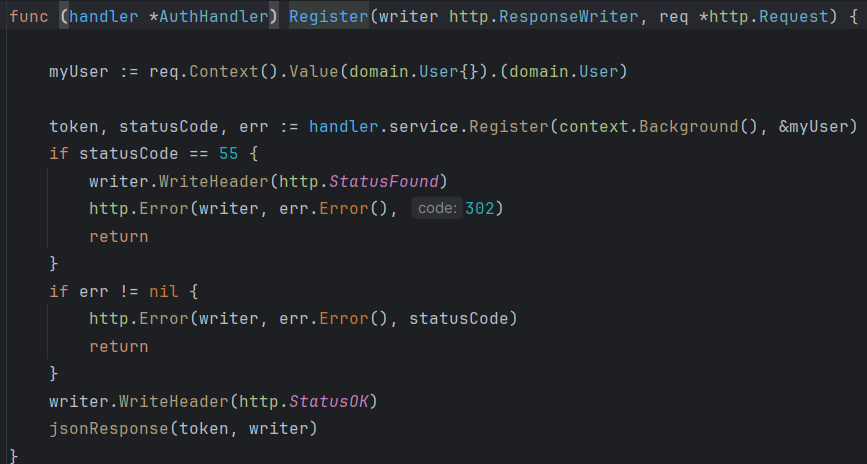 func (handler *AuthHandler) Register(writer http.ResponseWriter, req *http.Request) {
myUser := req.Context().Value(domain.User{}).(domain.User)
token, statusCode, err := handler.service.Register(context.Background(), &myUser)
if statusCode == 55 {
writer.WriteHeader(http.StatusFound)
http.Error(writer, err.Error(), code: 302)
return
}
if err != nil {
http.Error(writer, err.Error(), statusCode)
return
}
writer.WriteHeader(http.StatusOK)
jsonResponse(token, writer)
}